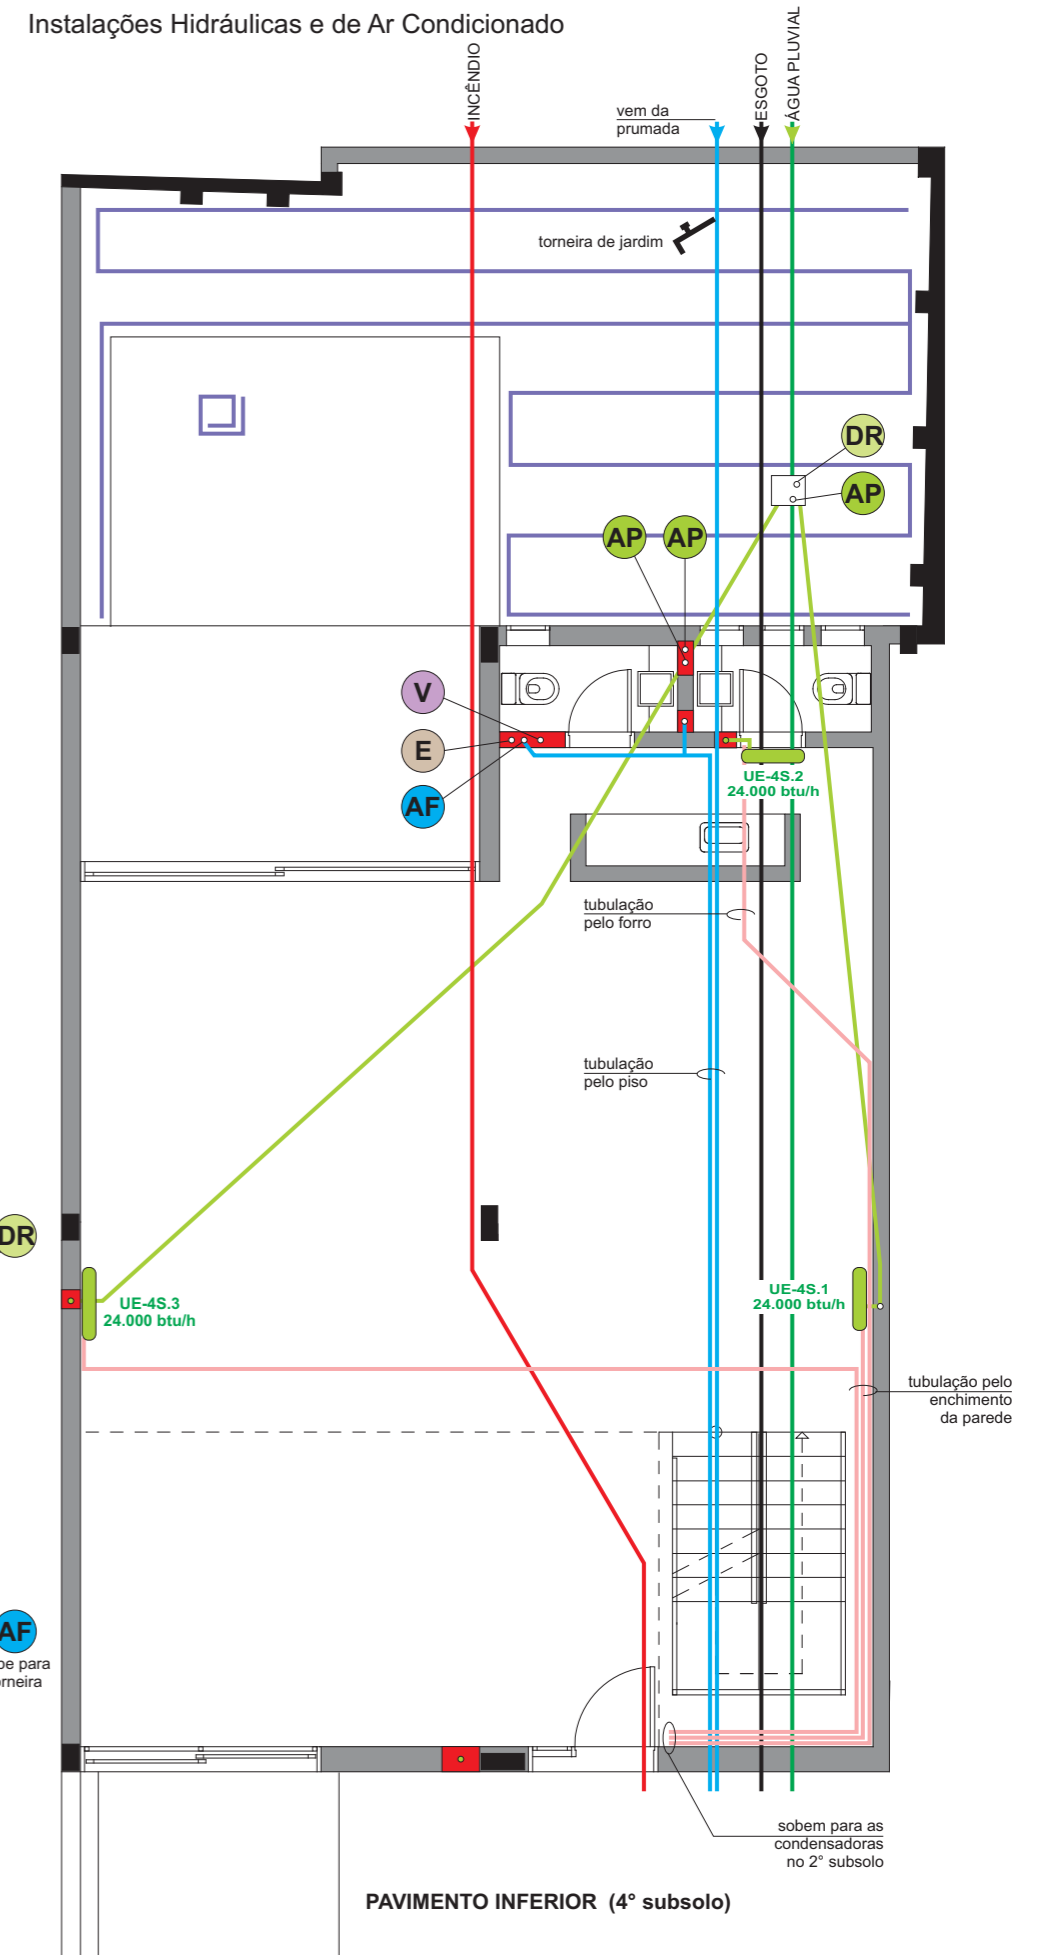 Instalações Hidráulicas e de Ar Condicionado
INCÊNDIO
vem da
prumada
ESGOTO
ÁGUA PLUVIAL
torneira de jardim
DR
AP
AP
AP
V
E
AF
UE-4S.2
24.000 btu/h
tubulação
pelo forro
tubulação
pelo piso
DR
UE-4S.3
24.000 btu/h
UE-4S.1
24.000 btu/h
tubulação pelo
enchimento
da parede
AF
para
sobem para as
condensadoras
no 2° subsolo
PAVIMENTO INFERIOR (4° subsolo)